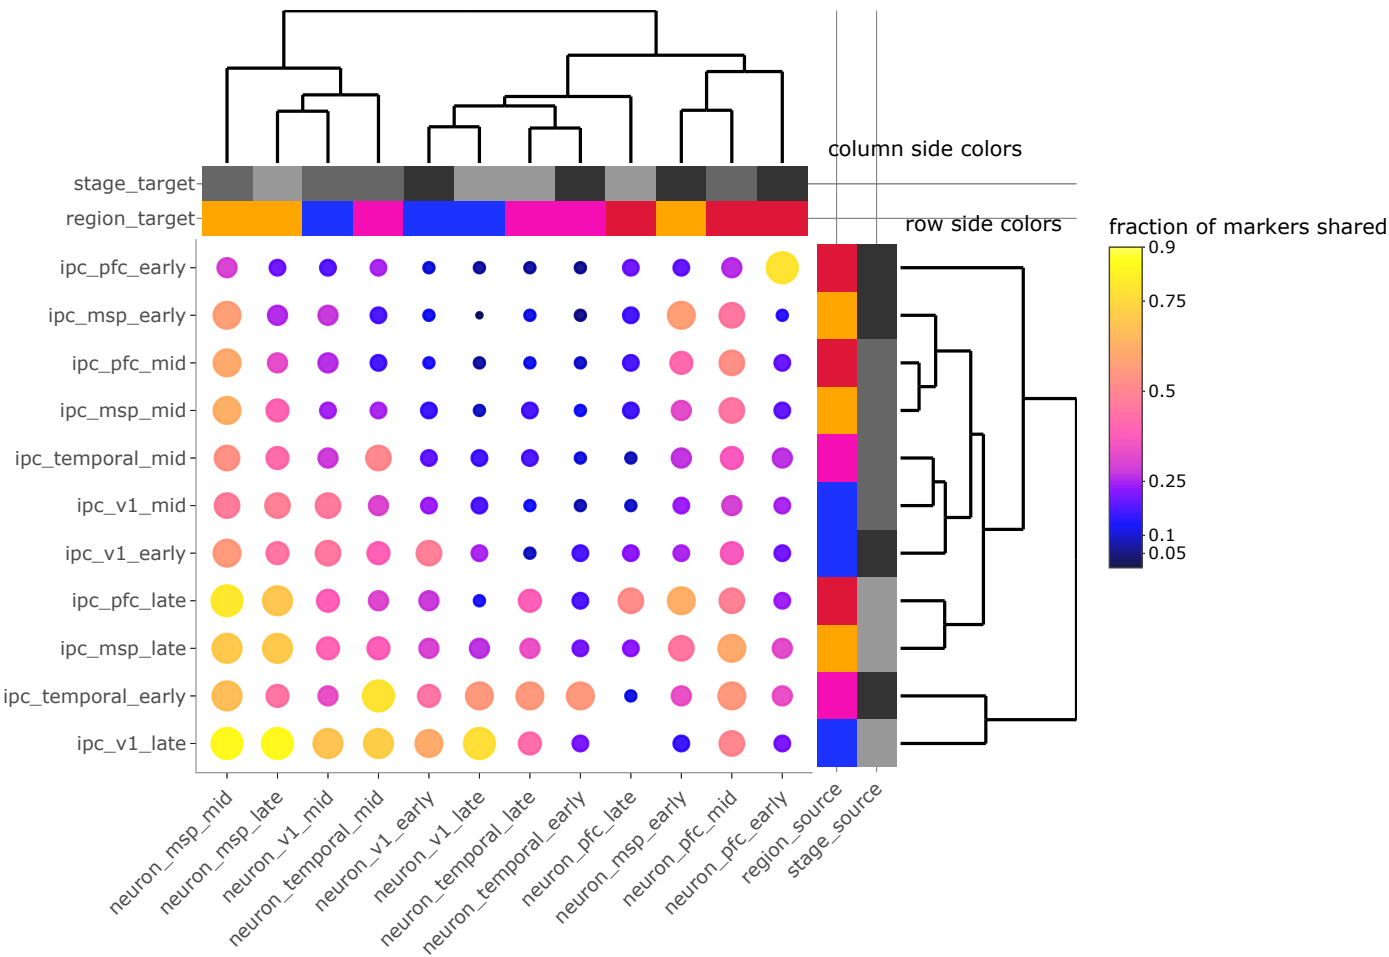 column side colors
stage_target
region_target
row side colors
fraction of markers shared
0.9
0.75
0.5
0.25
0.1
0.05
ipc_pfc_early
ipc_msp_early
ipc_pfc_mid
ipc_msp_mid
ipc_temporal_mid
ipc_v1_mid
ipc_v1_early
ipc_pfc_late
ipc_msp_late
ipc_temporal_early
ipc_v1_late
neuron_msp_mid
neuron_msp_late
neuron_v1_mid
neuron_temporal_mid
neuron_v1_early
neuron_v1_late
neuron_temporal_late
neuron_temporal_early
neuron_pfc_late
neuron_msp_early
neuron_pfc_mid
neuron_pfc_early
region_source
stage_source